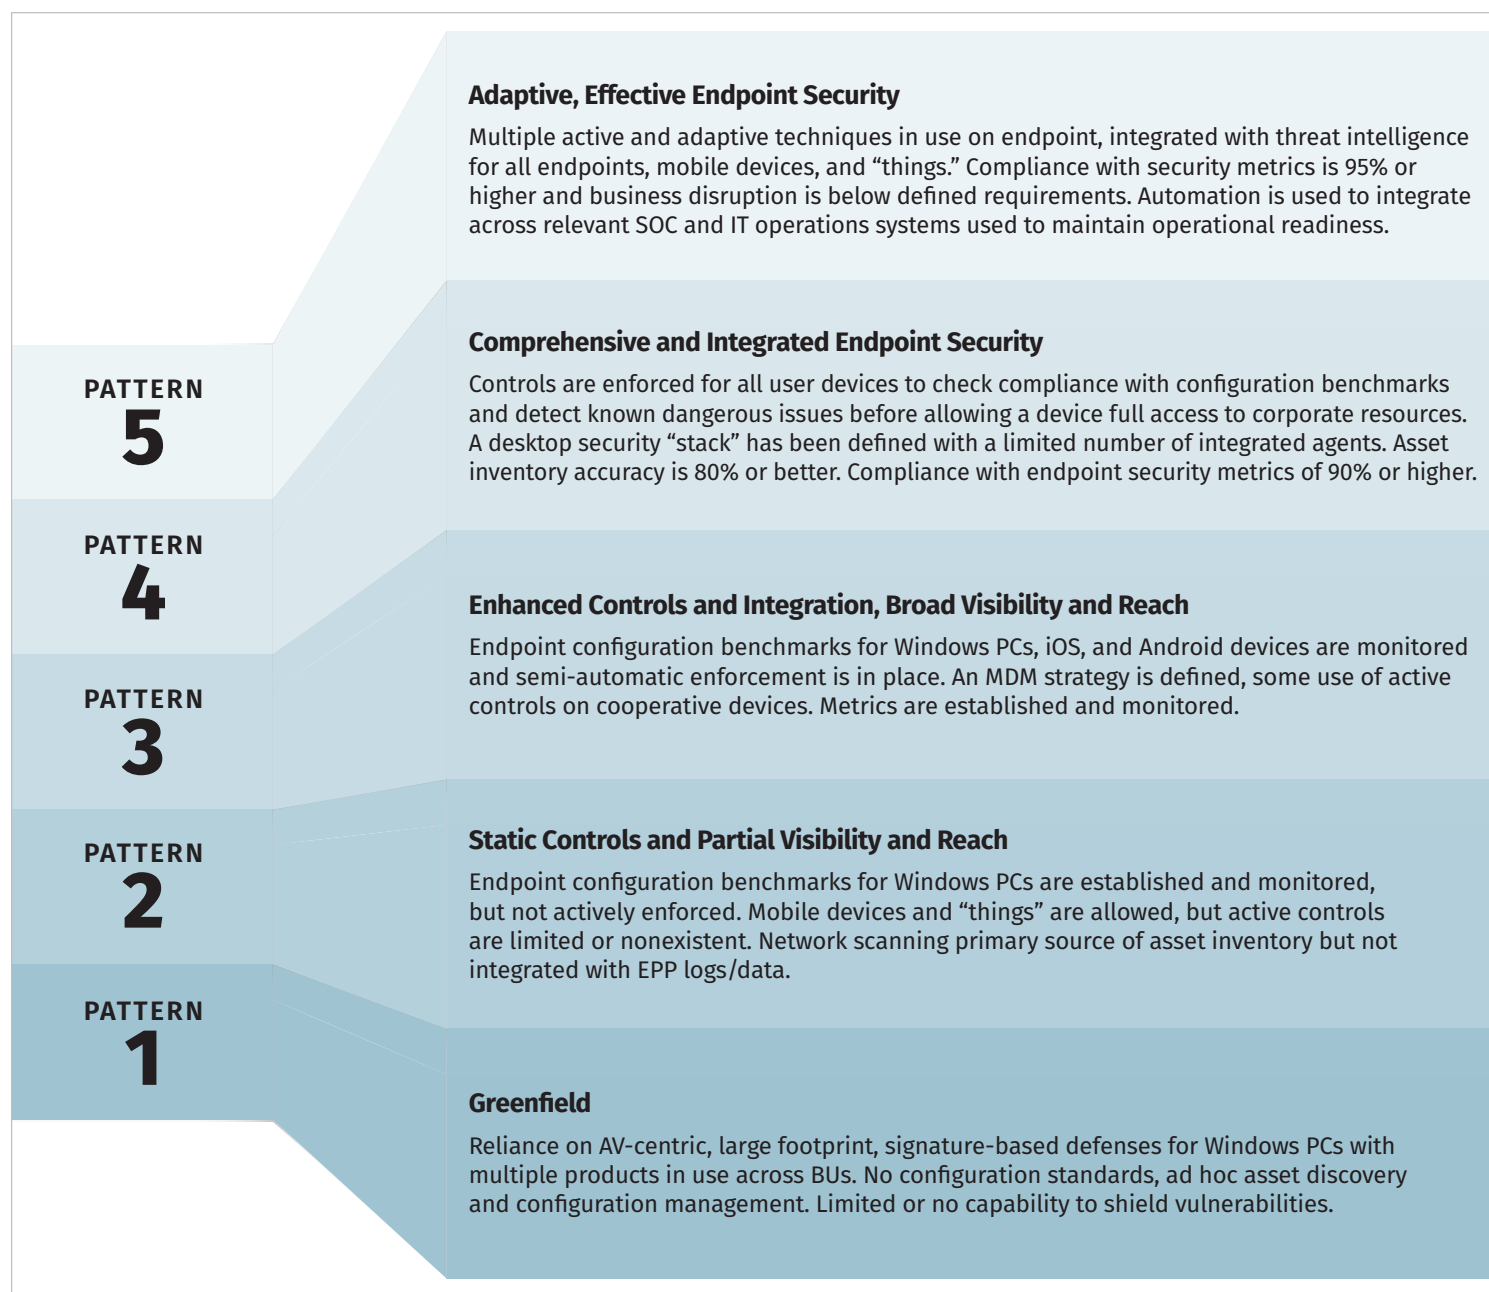 Adaptive, Effective Endpoint Security
Multiple active and adaptive techniques in use on endpoint, integrated with threat intelligence
for all endpoints, mobile devices, and “things.” Compliance with security metrics is 95% or
higher and business disruption is below defined requirements. Automation is used to integrate
across relevant SOC and IT operations systems used to maintain operational readiness.
PATTERN
5
Comprehensive and Integrated Endpoint Security
Controls are enforced for all user devices to check compliance with configuration benchmarks
and detect known dangerous issues before allowing a device full access to corporate resources.
A desktop security “stack” has been defined with a limited number of integrated agents. Asset
inventory accuracy is 80% or better. Compliance with endpoint security metrics of 90% or higher.
PATTERN
4
Enhanced Controls and Integration, Broad Visibility and Reach
Endpoint configuration benchmarks for Windows PCs, iOS, and Android devices are monitored
and semi-automatic enforcement is in place. An MDM strategy is defined, some use of active
controls on cooperative devices. Metrics are established and monitored.
PATTERN
3
Static Controls and Partial Visibility and Reach
Endpoint configuration benchmarks for Windows PCs are established and monitored,
but not actively enforced. Mobile devices and “things” are allowed, but active controls
are limited or nonexistent. Network scanning primary source of asset inventory but not
integrated with EPP logs/data.
PATTERN
2
Greenfield
Reliance on AV-centric, large footprint, signature-based defenses for Windows PCs with
multiple products in use across BUs. No configuration standards, ad hoc asset discovery
and configuration management. Limited or no capability to shield vulnerabilities.
PATTERN
1